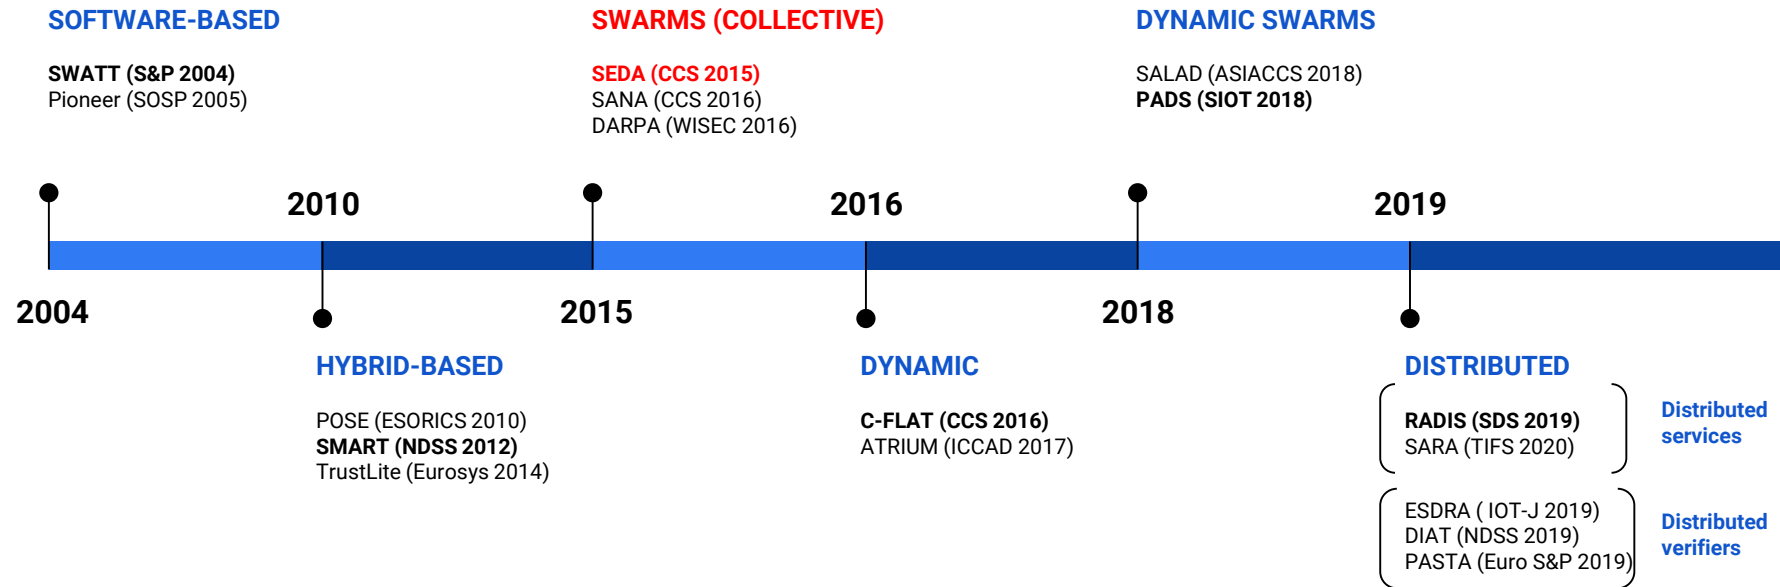 SOFTWARE-BASED
SWATT (S&P 2004)
Pioneer (SOSP 2005)
SWARMS (COLLECTIVE)
SEDA (CCS 2015)
SANA (CCS 2016)
DARPA (WISEC 2016)
DYNAMIC SWARMS
SALAD (ASIACCS 2018)
PADS (SIOT 2018)
2010
2016
2019
2004
2015
2018
HYBRID-BASED
POSE (ESORICS 2010)
SMART (NDSS 2012)
TrustLite (Eurosys 2014)
DYNAMIC
C-FLAT (CCS 2016)
ATRIUM (ICCAD 2017)
DISTRIBUTED
RADIS (SDS 2019)
SARA (TIFS 2020)
Distributed
services
ESDRA ( IOT-J 2019)
DIAT (NDSS 2019)
PASTA (Euro S&P 2019)
Distributed
verifiers